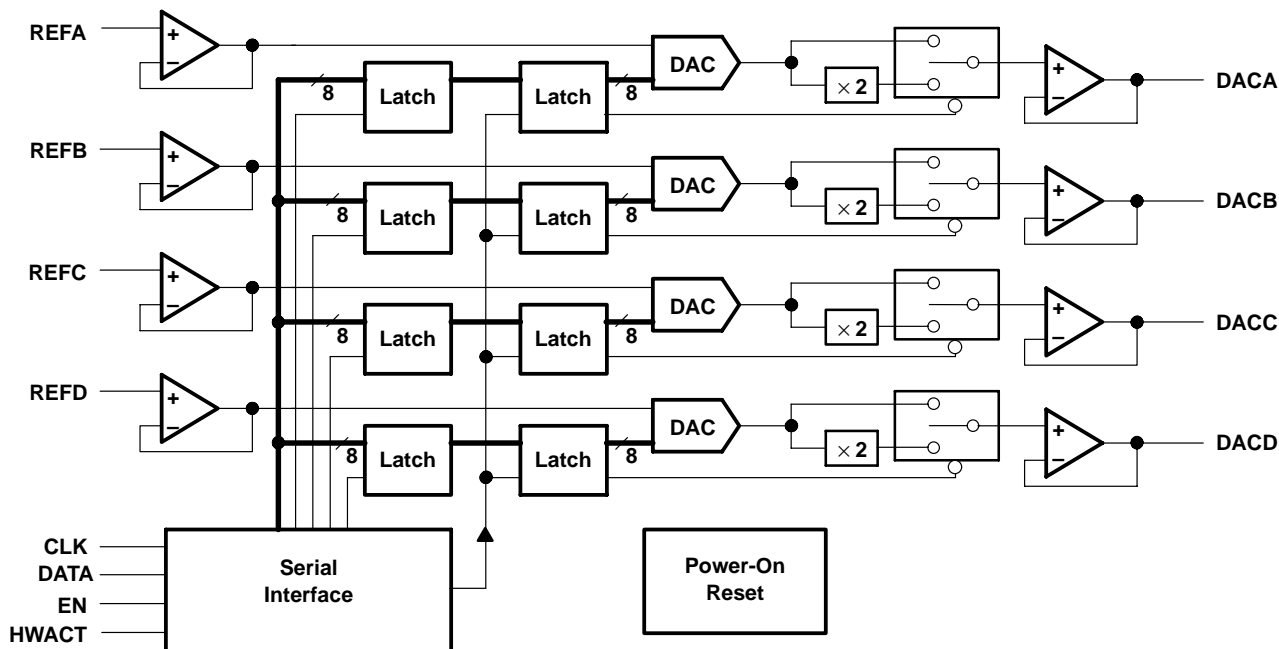 REFA
+
−
DAC
× 2
+
−
DACA
8
Latch
Latch
8
REFB
+
−
DAC
× 2
+
−
DACB
8
Latch
Latch
8
REFC
+
−
DAC
× 2
+
−
DACC
8
Latch
Latch
8
REFD
+
−
DAC
× 2
+
−
DACD
8
Latch
Latch
8
CLK
DATA
EN
HWACT
Serial
Interface
Power-On
Reset